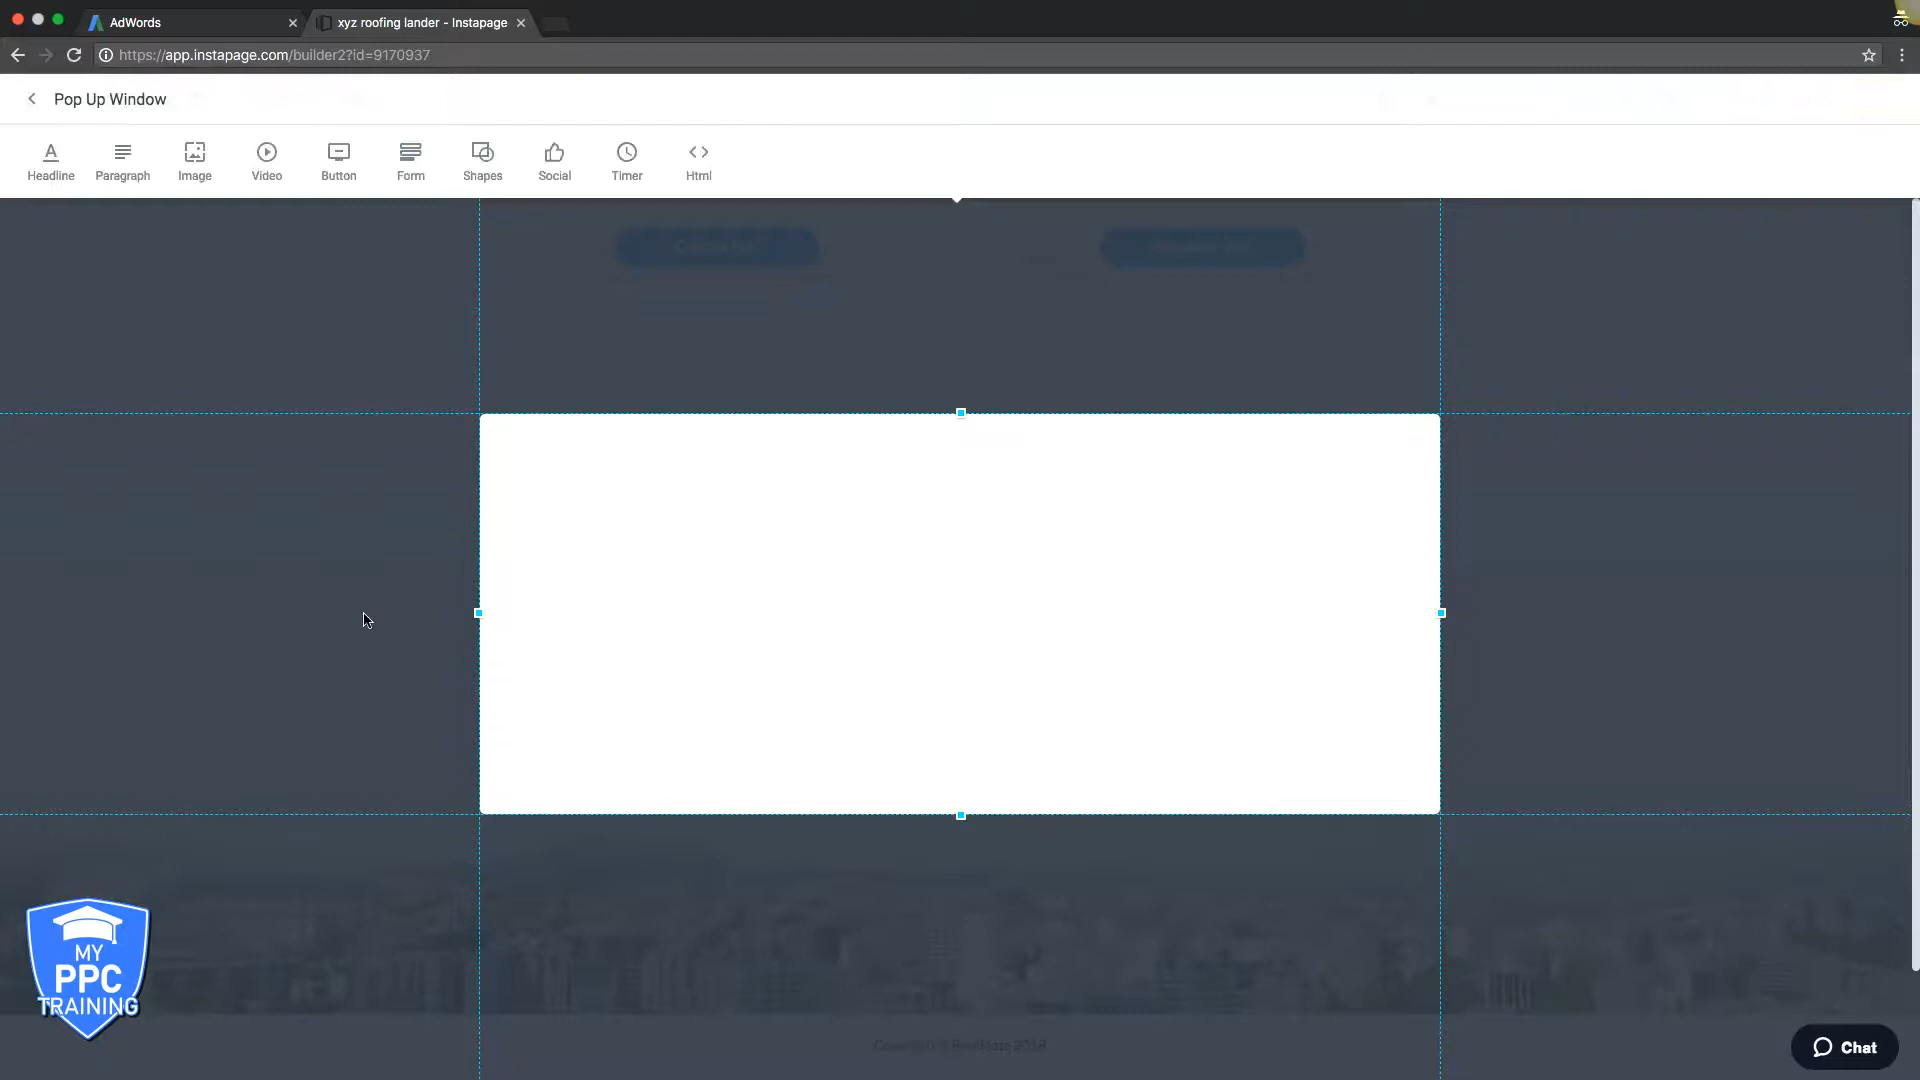 AdWords
xyz roofing lander - Instapage
https://app.instapage.com/builder2?id=9170937
Pop Up Window
Headline
Paragraph
Image
Video
Button
Form
Shapes
Social
Timer
Html
MY
PPC
TRAINING
Chat